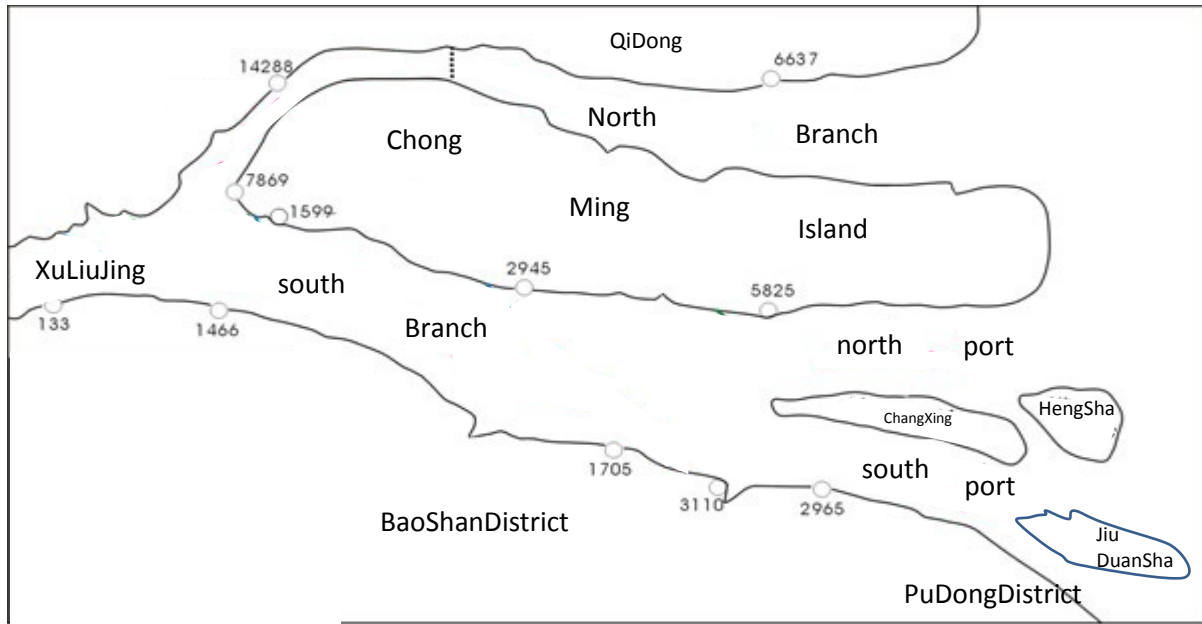 QiDong
14288
6637
North
Branch
Chong
7869
Ming
1599
Island
XuLiuJing
south
2945
5825
133
1466
Branch
north port
HengSha
ChangXing
1705
south
port
3110
2965
BaoShanDistrict
Jiu
DuanSha
PuDongDistrict